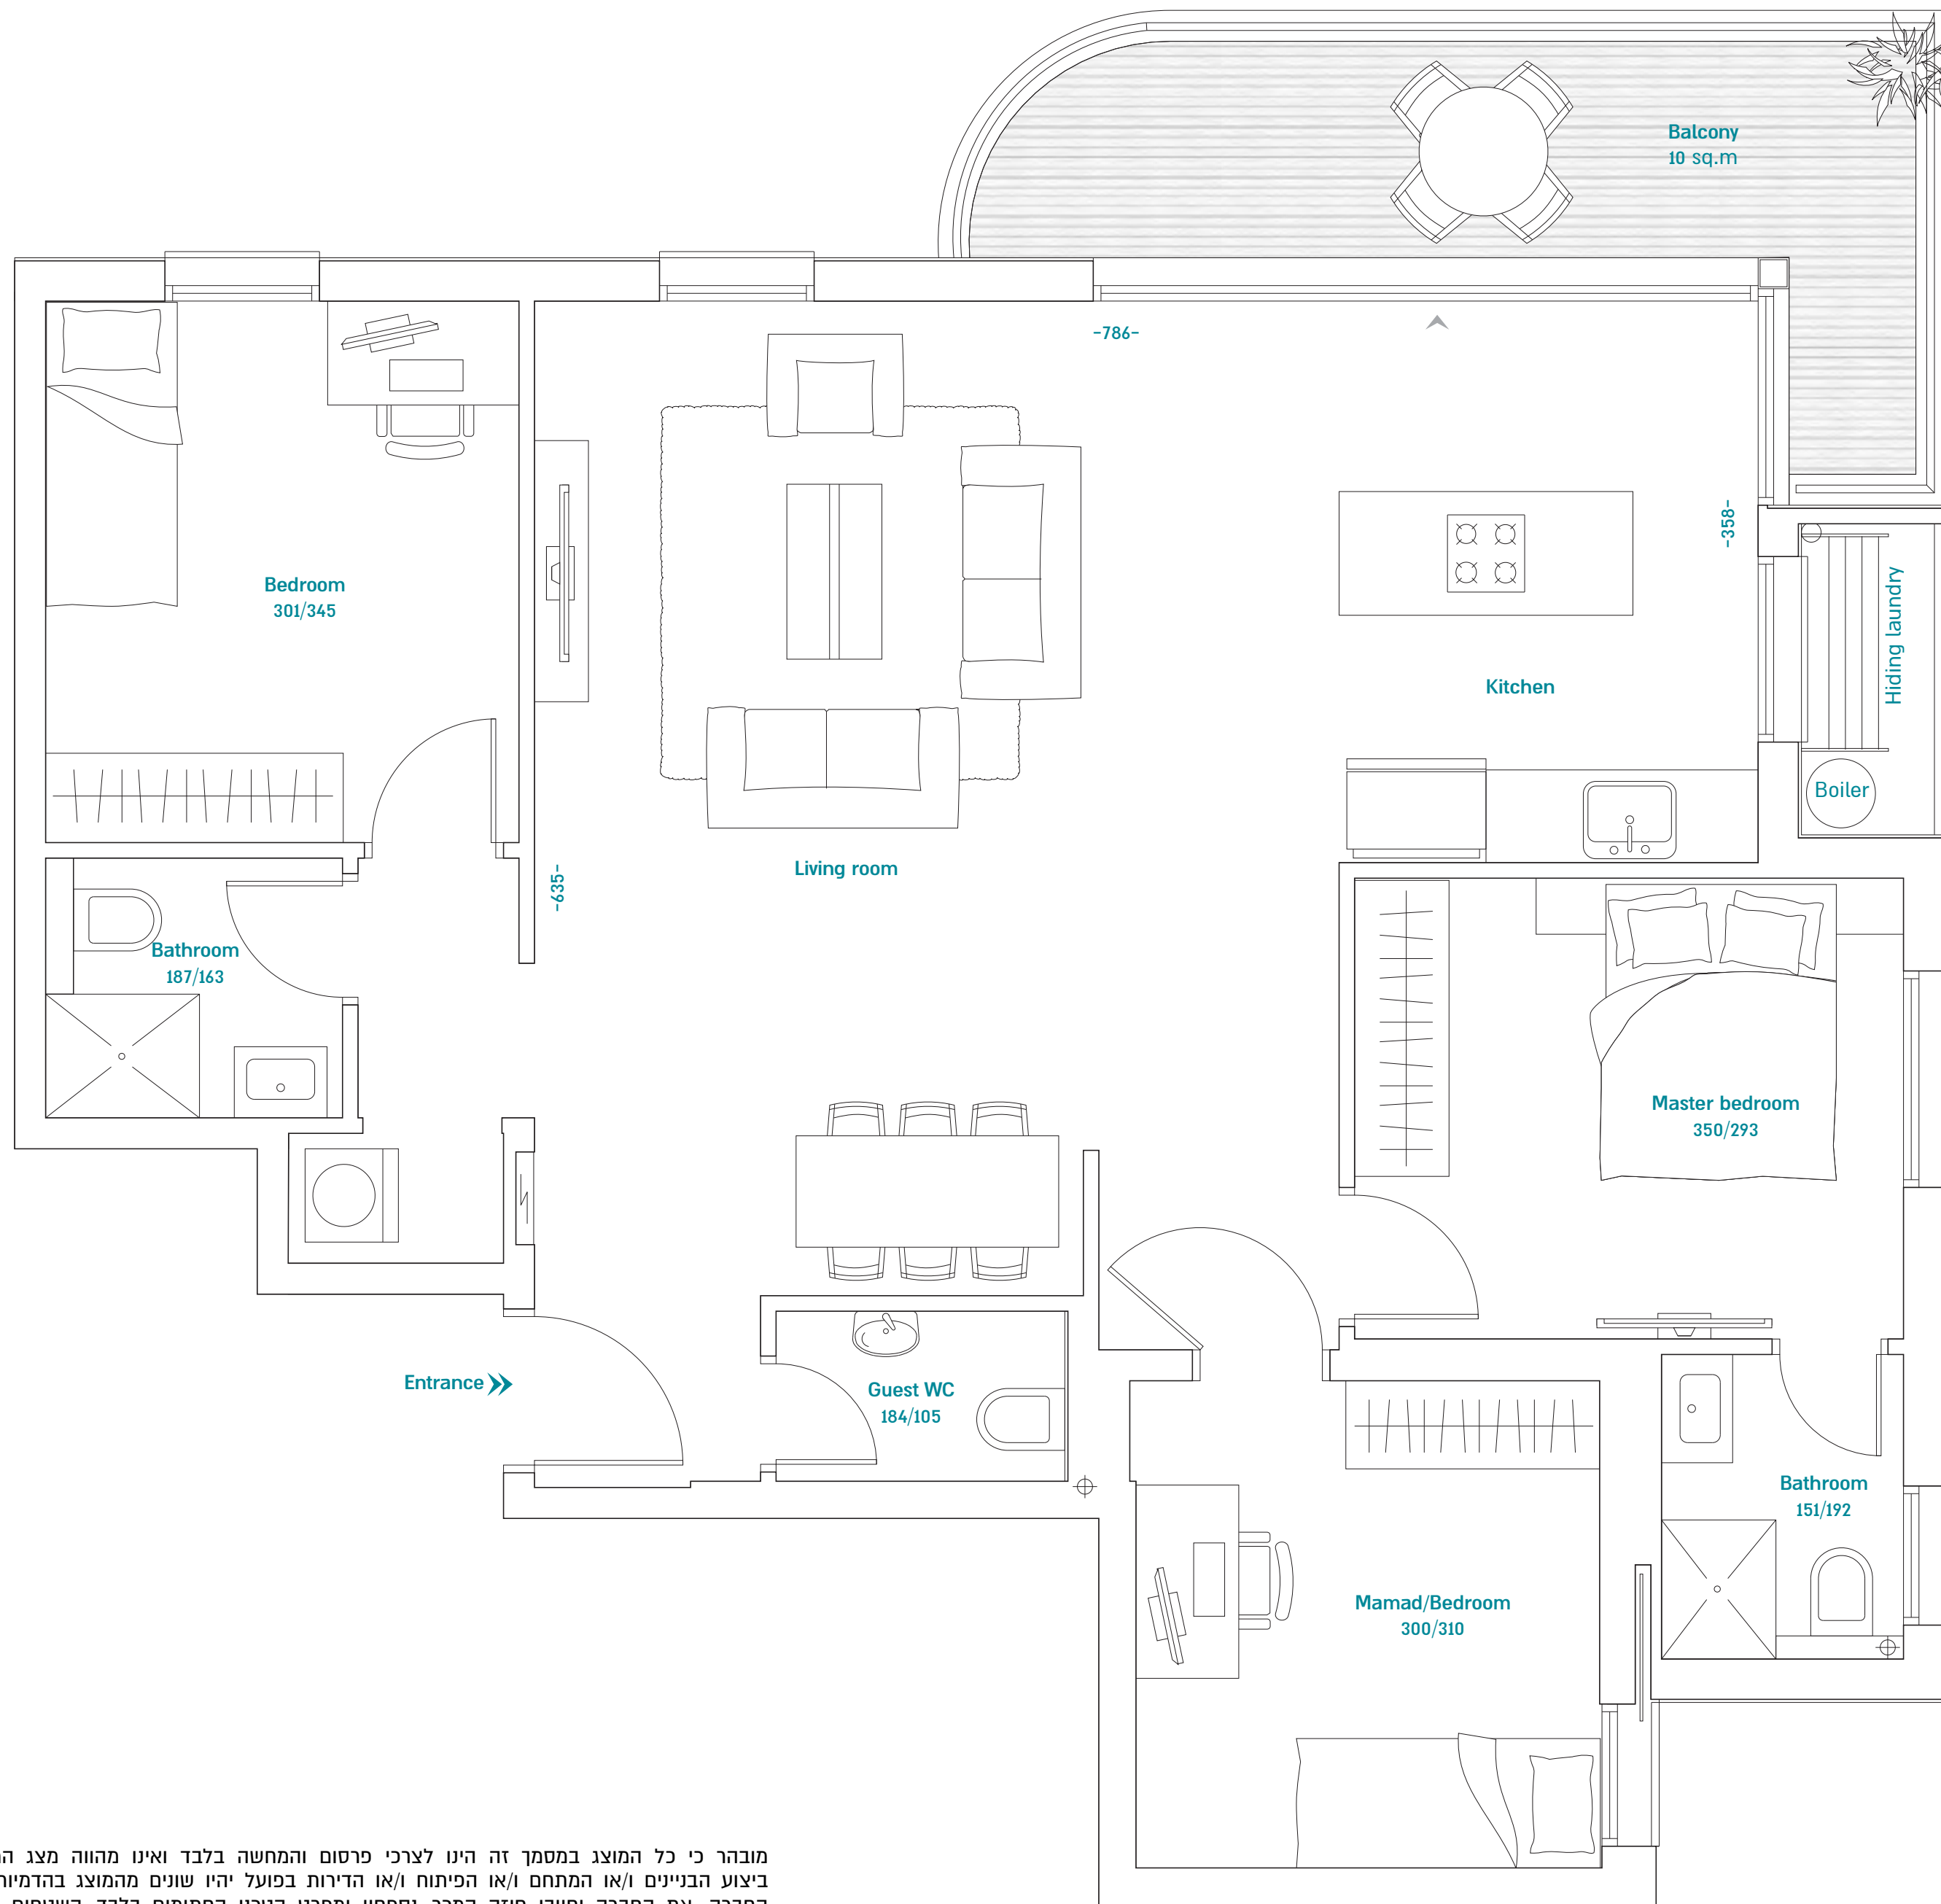 Balcony
10 sq.m
-786-
-358-
Bedroom
301/345
Hiding laundry
Kitchen
Boiler
Living room
-635-
Bathroom
187/163
Master bedroom
350/293
Entrance
Guest WC
184/105
Bathroom
151/192
Mamad/Bedroom
300/310
מובהר כי כל המוצג במסמך זה הינו לצרכי פרסום והמחשה בלבד ואינו מהווה מצג
ביצוע הבניינים ו/או המתחם ו/או הפיתוח ו/או הדירות בפועל יהיו שונים מהמוצג